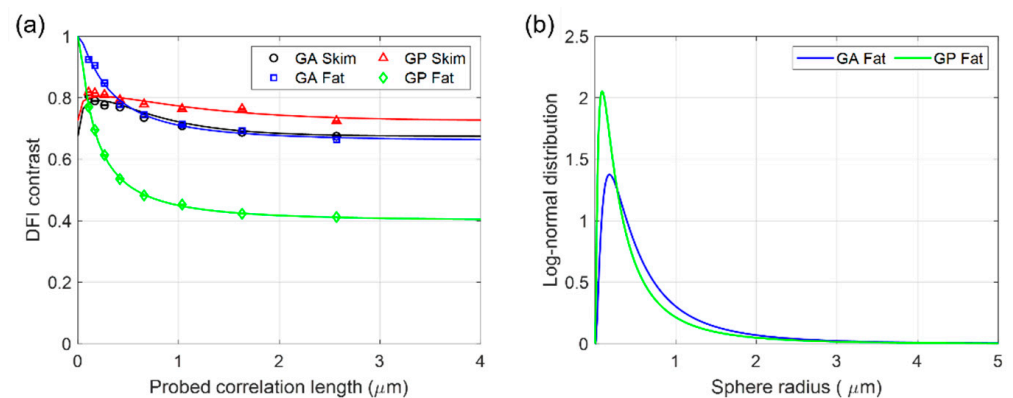 (a)
DFI contrast
1
0.8
0.6
0.4
0.2
0
GA Skim
GP Skim
GA Fat
GP Fat
0 1 2 3 4
Probed correlation length (μm)
(b)
Log-normal distribution
2.5
2
1.5
1
0.5
0
GA Fat GP Fat
1 2 3 4 5
Sphere radius ( μm)